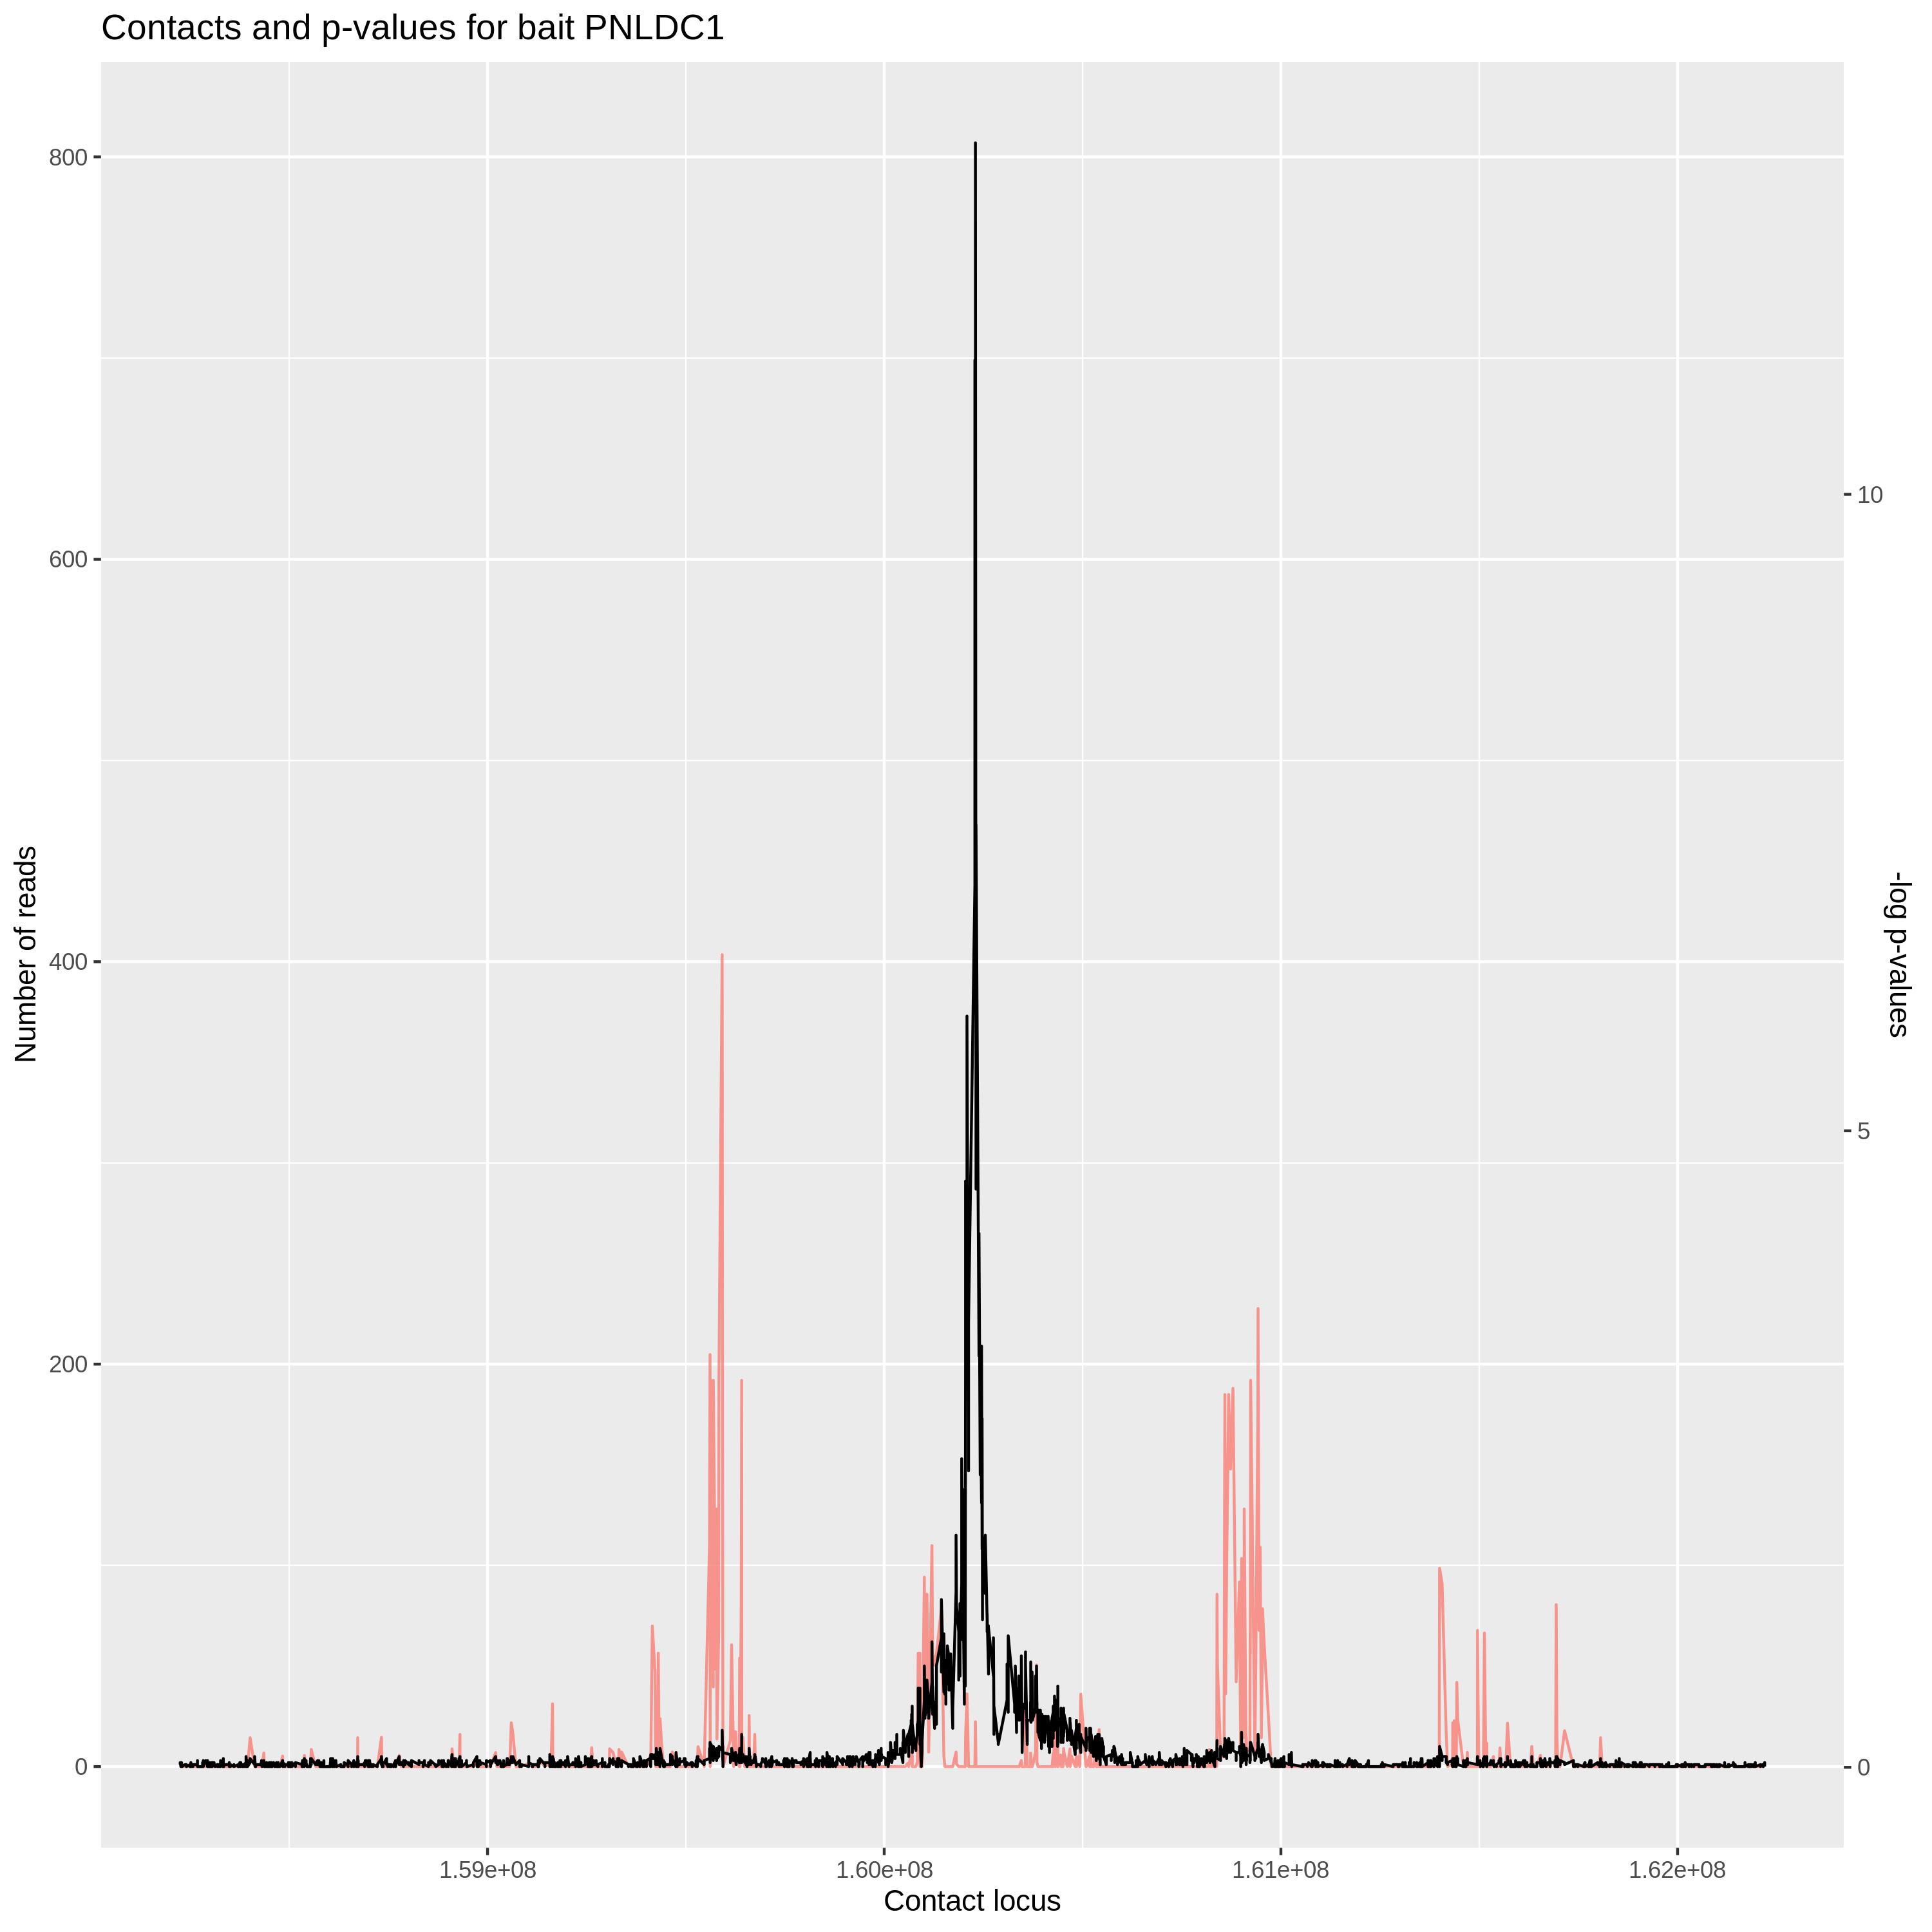 Contacts and p-values for bait PNLDC1
800
600
400
200
0
10
5
0
Number of reads
-log p-values
1.59e+08
1.60e+08
1.61e+08
1.62e+08
Contact locus